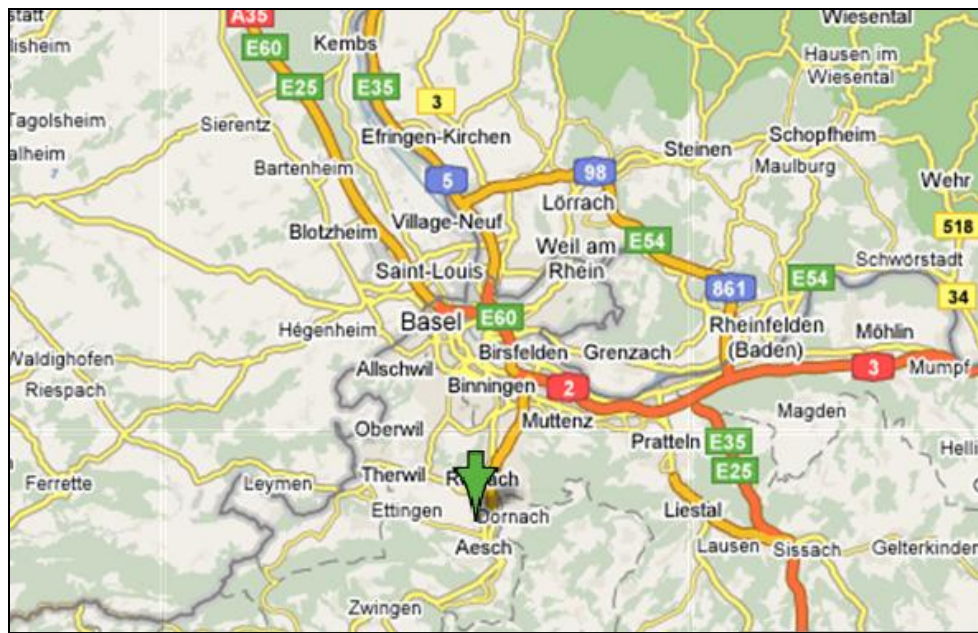 statt
A35
Wiesental
lisheim
E60
Kembs
Hausen im
Wiesental
E25
E35
3
Tagolsheim
Sierentz
Efringen-Kirchen
Schopfheim
alheim
Steinen
Bartenheim
Maulburg
5
98
Wehr
Lörrach
Village-Neuf
518
Blotzheim
E54
Weil am
Rhein
Schwörstadt
Saint-Louis
E54
861
34
Basel
E60
Hégenheim
Rheinfelden
(Baden)
Möhlin
Birsfelden
Grenzach
Waldighofen
Allschwil
3
Mumpf
Riespach
Binningen
2
Magden
Muttenz
Oberwil
Pratteln
E35
Helli
Therwil
E25
Ferrette
Leymen
Ettingen
Dornach
Liestal
Aesch
Lausen
Sissach
Gelterkinder
Zwingen